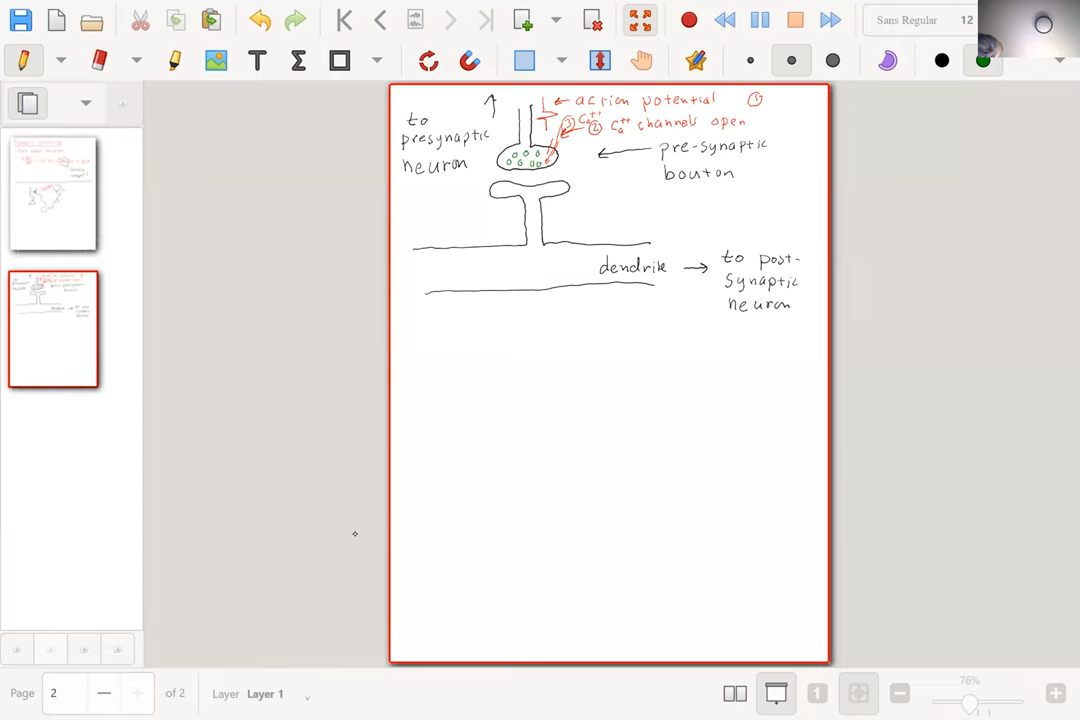 Sans Regular 12
to
presynaptic
neuron
action potential ①
③ Ca++
② Ca++ channels open
pre-synaptic
bouton
dendrite → to post-
synaptic
neuron
Page 2 of 2 Layer Layer 1
76%